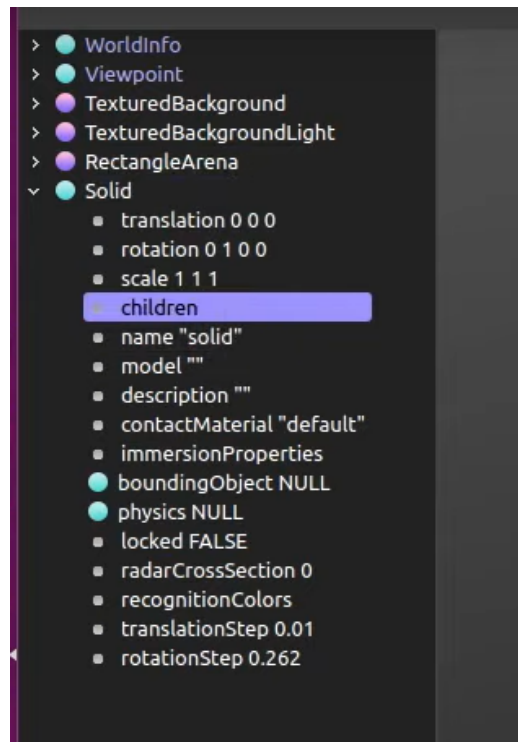 WorldInfo
Viewpoint
TexturedBackground
TexturedBackgroundLight
RectangleArena
Solid
translation 0 0 0
rotation 0 1 0 0
scale 1 1 1
children
name "solid"
model ""
description ""
contactMaterial "default"
immersionProperties
boundingObject NULL
physics NULL
locked FALSE
radarCrossSection 0
recognitionColors
translationStep 0.01
rotationStep 0.262